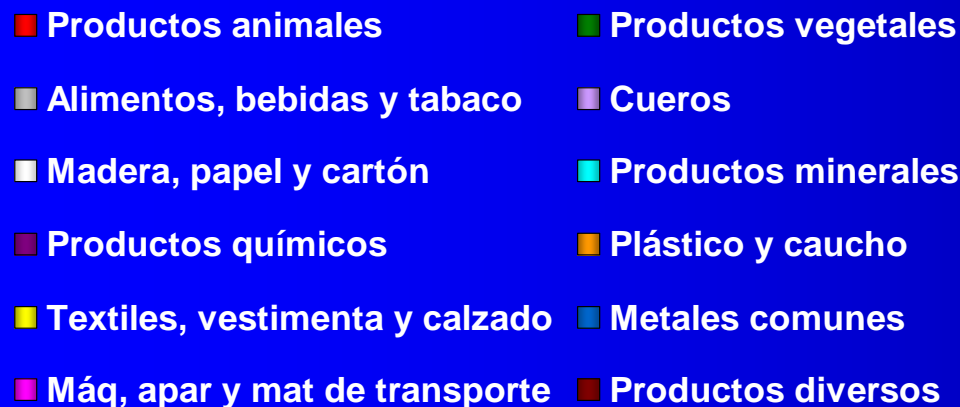 Productos animales Productos vegetales
Alimentos, bebidas y tabaco Cueros
Madera, papel y cartón Productos minerales
Productos químicos Plástico y caucho
Textiles, vestimenta y calzado Metales comunes
Máq, apar y mat de transporte Productos diversos